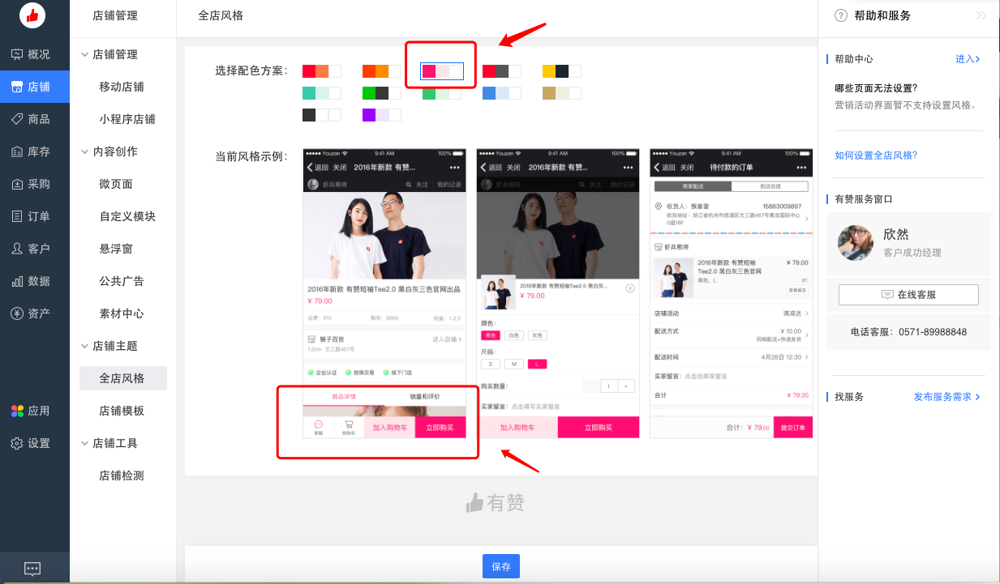 店铺管理
全店风格
帮助和服务
概况
店铺
商品
库存
采购
订单
客户
数据
资产
应用
设置
店铺管理
移动店铺
小程序店铺
内容创作
微页面
自定义模块
悬浮窗
公共广告
素材中心
店铺主题
全店风格
店铺模板
店铺工具
店铺检测
选择配色方案：
当前风格示例：
Youzan 9:41 AM 100%
返回 关闭 2016年新款 有赞...
虾兵熊将 关注 我的记录
2016年新款 有赞短袖Tee2.0 黑白灰三色官网出品
¥ 79.00
运费：¥10 剩余：9999 销量：1.2万
猴子百货 进入店铺
1.2km 文三路467号
企业认证 担保交易 线下门店
商品详情 销量和评价
客服 购物车 加入购物车 立即购买
Youzan 9:41 AM 100%
返回 关闭 2016年新款 有赞...
虾兵熊将 关注 我的记录
2016年新款 有赞短袖Tee2.0 黑白灰...
¥ 79.00
颜色：
黑色 白色 灰色
尺码：
S M L
购买数量：
- 1 +
买家留言：点击填写买家留言
加入购物车 立即购买
Youzan 9:41 AM 100%
返回 关闭 待付款的订单
商家配送 到店自提
收货人：猴塞雷 15863009897
收货地址：浙江省杭州市西湖区文三路467号黄龙国际中心
G座18F
虾兵熊将
2016年新款 有赞短袖 ¥ 79.00
Tee2.0 黑白灰三色官网
黑色，L X1
查看留言
店铺活动 满减送
配送方式 ¥ 10.00
同城配送+快递发货
配送时间 4月28日 12:30
买家留言：点击给商家留言
合计 ¥ 79.00
合计：¥ 79.00 提交订单
有赞
保存
帮助中心 进入
哪些页面无法设置?
营销活动界面暂不支持设置风格。
如何设置全店风格?
有赞服务窗口
欣然
客户成功经理
在线客服
电话客服：0571-89988848
找服务 发布服务需求